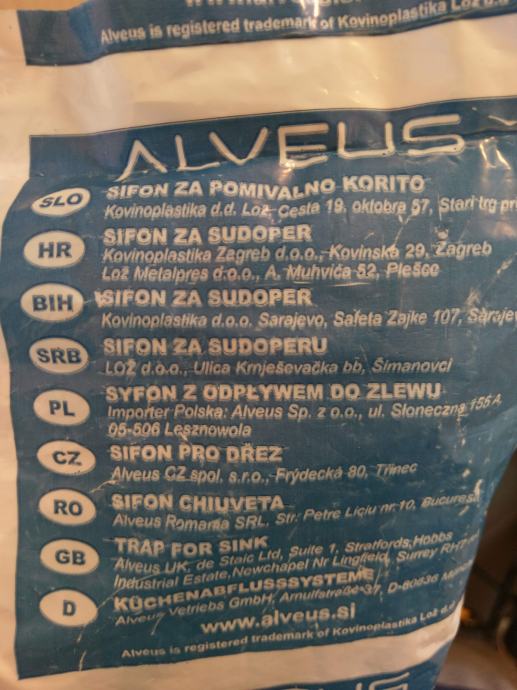 Alveus is registered trademark of Kovinoplastika Lož d.d.
ALVEUS
SLO
SIFON ZA POMIVALNO KORITO
Kovinoplastika d.d. Lož, Cesta 19. oktobra 57, Stari trg pri
HR
SIFON ZA SUDOPER
Kovinoplastika Zagreb d.o.o., Kovinska 29, Zagreb
Lož Metalpres d.o.o., A. Muhvića 52, Plešce
BIH
SIFON ZA SUDOPER
Kovinoplastika d.o.o. Sarajevo, Safeta Zajke 107, Sarajev
SRB
SIFON ZA SUDOPERU
LOŽ d.o.o., Ulica Krnješevačka bb, Šimanovci
PL
SYFON Z ODPŁYWEM DO ZLEWU
Importer Polska: Alveus Sp. z o.o., ul. Słoneczna 155A
05-506 Lesznowola
CZ
SIFON PRO DŘEZ
Alveus CZ spol. s.r.o., Frýdecká 80, Třinec
RO
SIFON CHIUVETA
Alveus Romania SRL, Str. Petre Liciu nr. 10, Bucuresti
GB
TRAP FOR SINK
Alveus UK, de Staic Ltd, Suite 1, Stratfords, Hobbs
Industrial Estate, Newchapel Nr Lingfield, Surrey RH7
D
KÜCHENABFLUSSSYSTEME
Alveus Vetriebs GmbH, Arnulfstraße 37, D-80636
www.alveus.si
Alveus is registered trademark of Kovinoplastika Lož d.d.